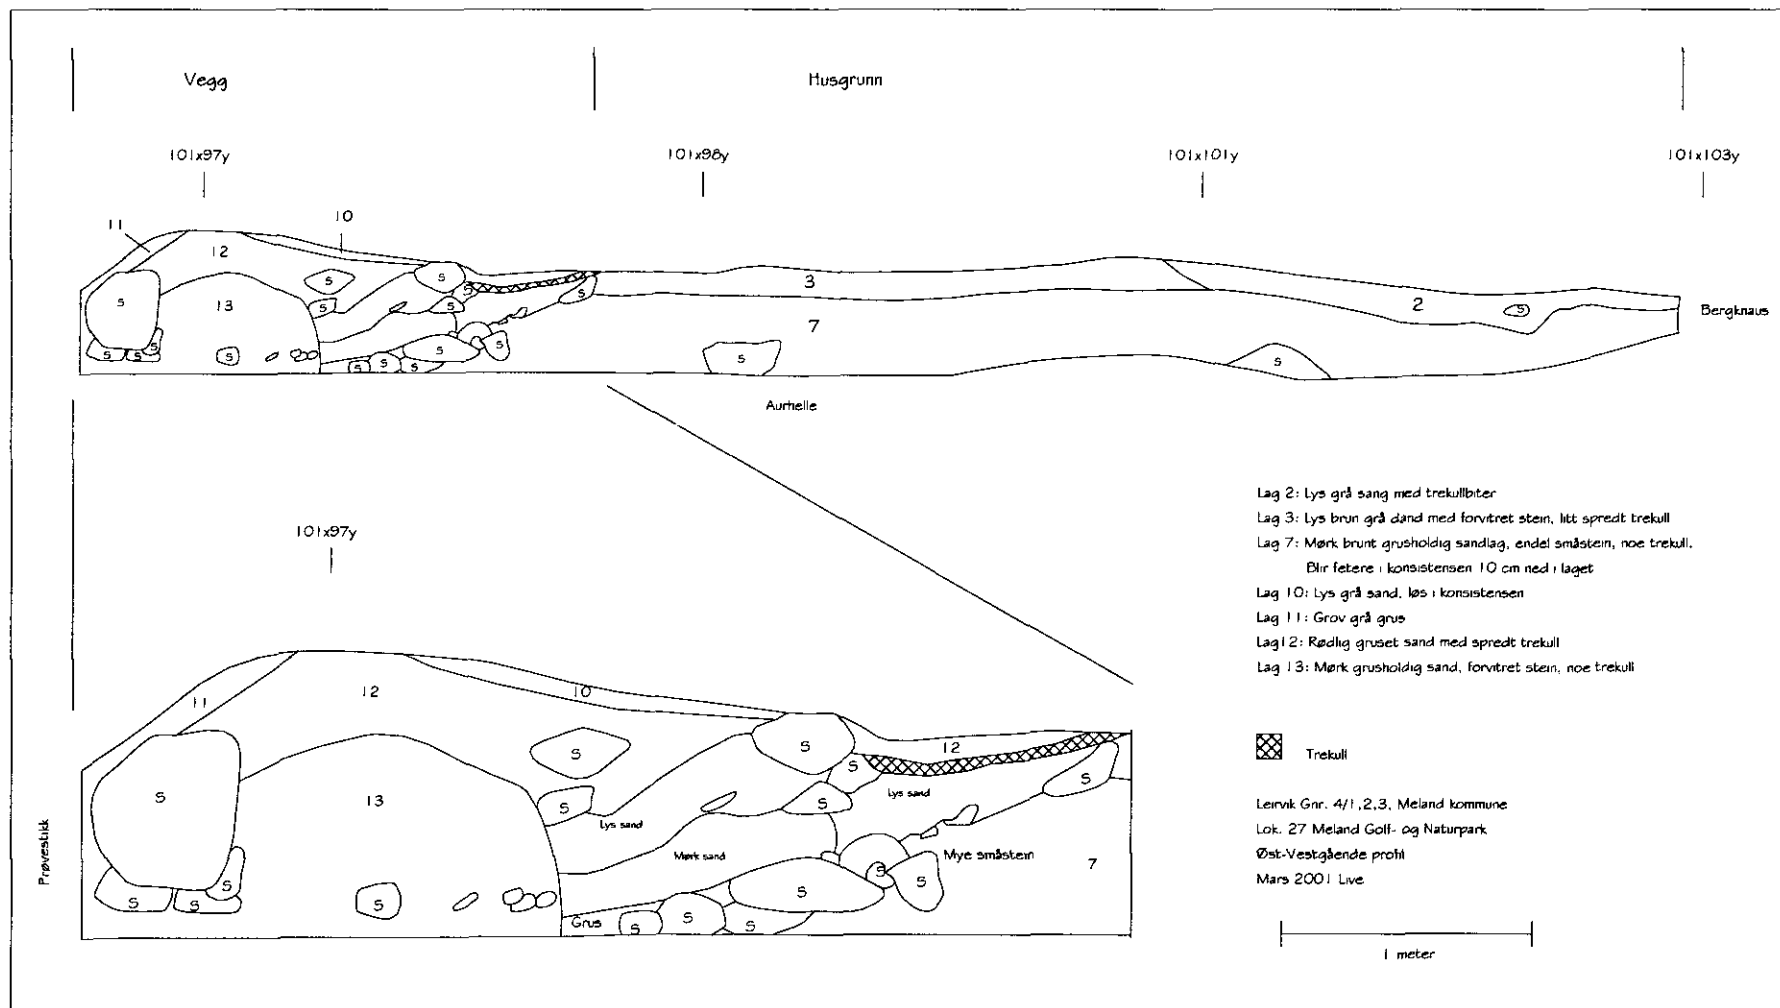 Vegg
Husgrunn
101x97y
101x98y
101x101y
101x103y
11
10
12
S
S
S
13
3
2
S
7
Bergknaus
S
S
S
S
S
S
S
S
S
S
S
S
S
S
Aurhelle
101x97y
Lag 2: Lys grå sang med trekullbiter
Lag 3: Lys brun grå dand med forvitret stein, litt spredt trekull
Lag 7: Mørk brunt grusholdig sandlag, endel småstein, noe trekull.
Blir fetere i konsistensen 10 cm ned i laget
Lag 10: Lys grå sand, løs i konsistensen
Lag 11: Grov grå grus
Lag12: Rødlig gruset sand med spredt trekull
Lag 13: Mørk grusholdig sand, forvitret stein, noe trekull
11
12
10
S
S
12
S
Trekull
S
S
13
S
S
Lys sand
Lys sand
Leirvik Gnr. 4/1,2,3, Meland kommune
Lok. 27 Meland Golf- og Naturpark
Øst-Vestgående profil
Mars 2001 Live
Prøvestikk
Mørk sand
Mye småstein
7
S
S
S
S
S
S
S
Grus
S
S
S
1 meter